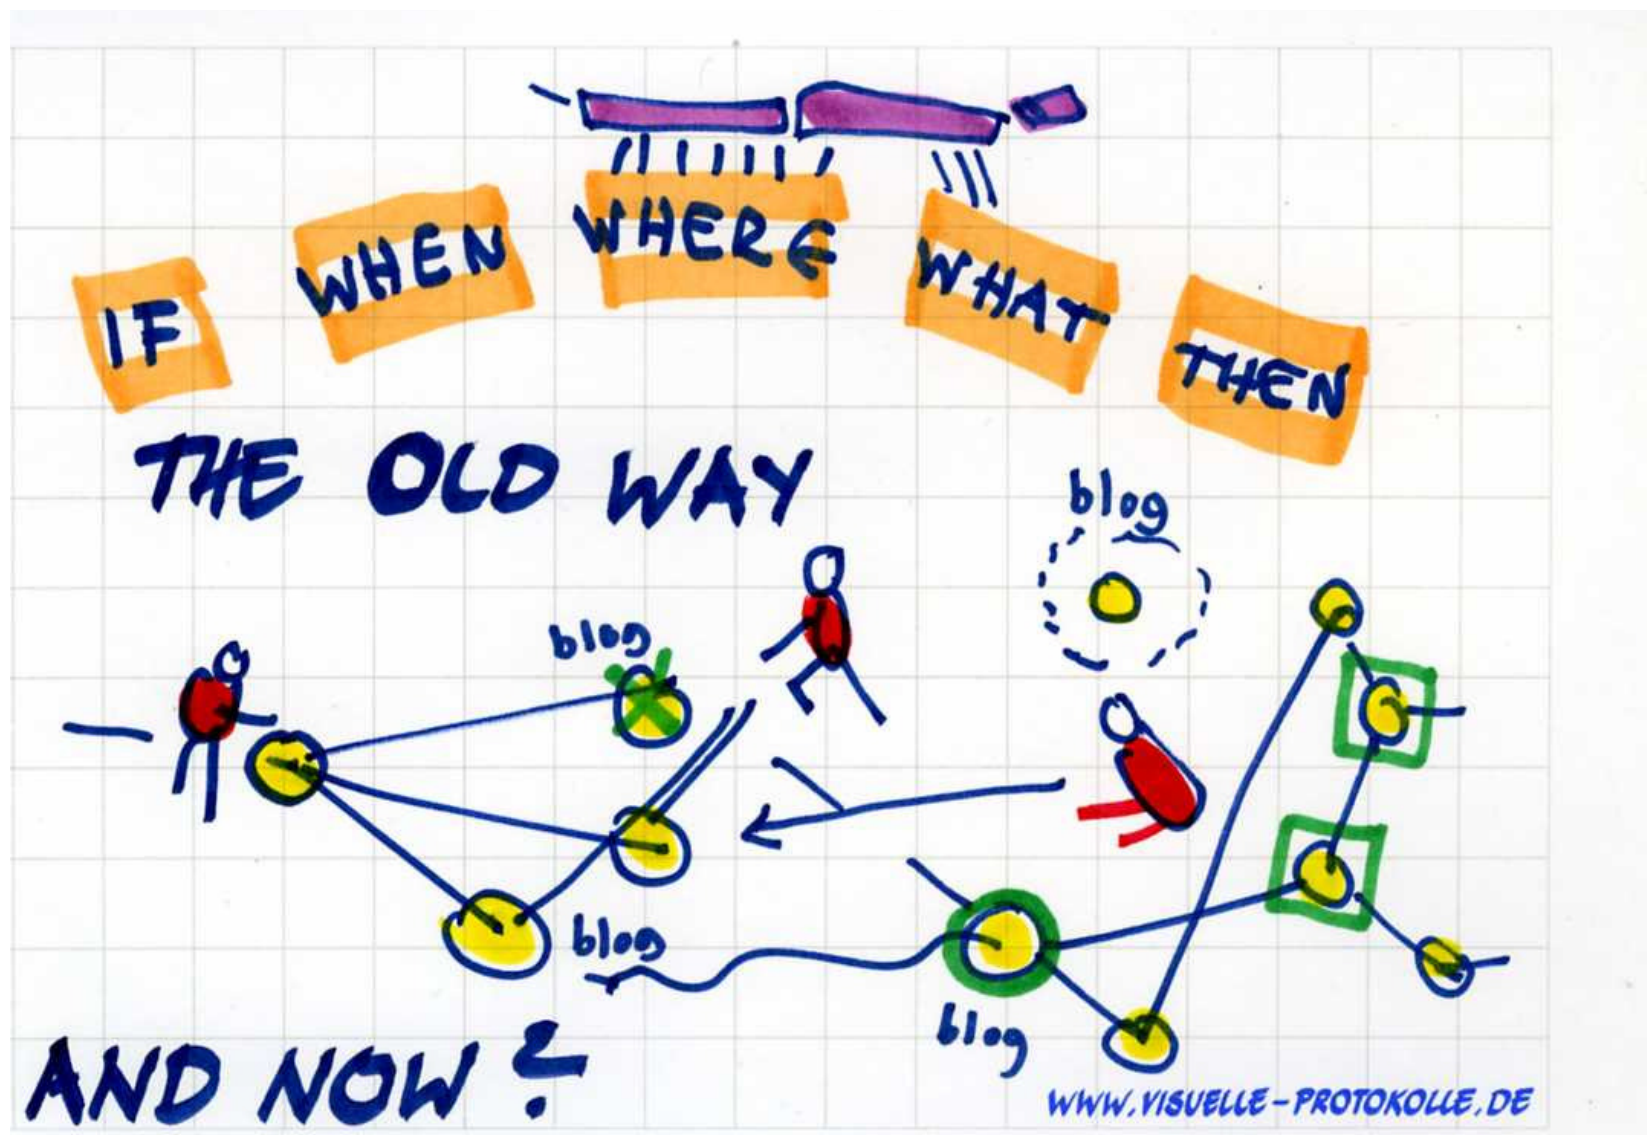 IF WHEN WHERE WHAT THEN
THE OLD WAY
blog
blog
blog
blog
AND NOW?
WWW.VISUELLE-PROTOKOLLE.DE